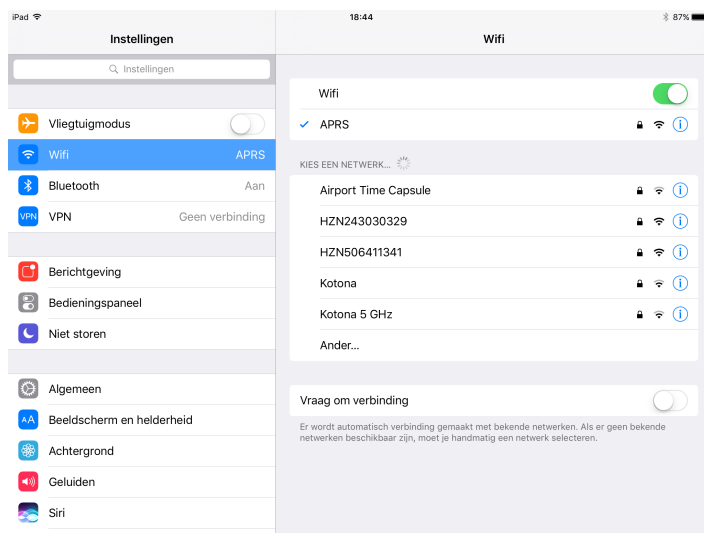 iPad 18:44 87%
Instellingen
Instellingen
Vliegtuigmodus
Wifi APRS
Bluetooth Aan
VPN VPN Geen verbinding
Berichtgeving
Bedieningspaneel
Niet storen
Algemeen
AA Beeldscherm en helderheid
Achtergrond
Geluiden
Siri
Wifi
Wifi
APRS
KIES EEN NETWERK...
Airport Time Capsule
HZN243030329
HZN506411341
Kotona
Kotona 5 GHz
Ander...
Vraag om verbinding
Er wordt automatisch verbinding gemaakt met bekende netwerken. Als er geen bekende
netwerken beschikbaar zijn, moet je handmatig een netwerk selecteren.